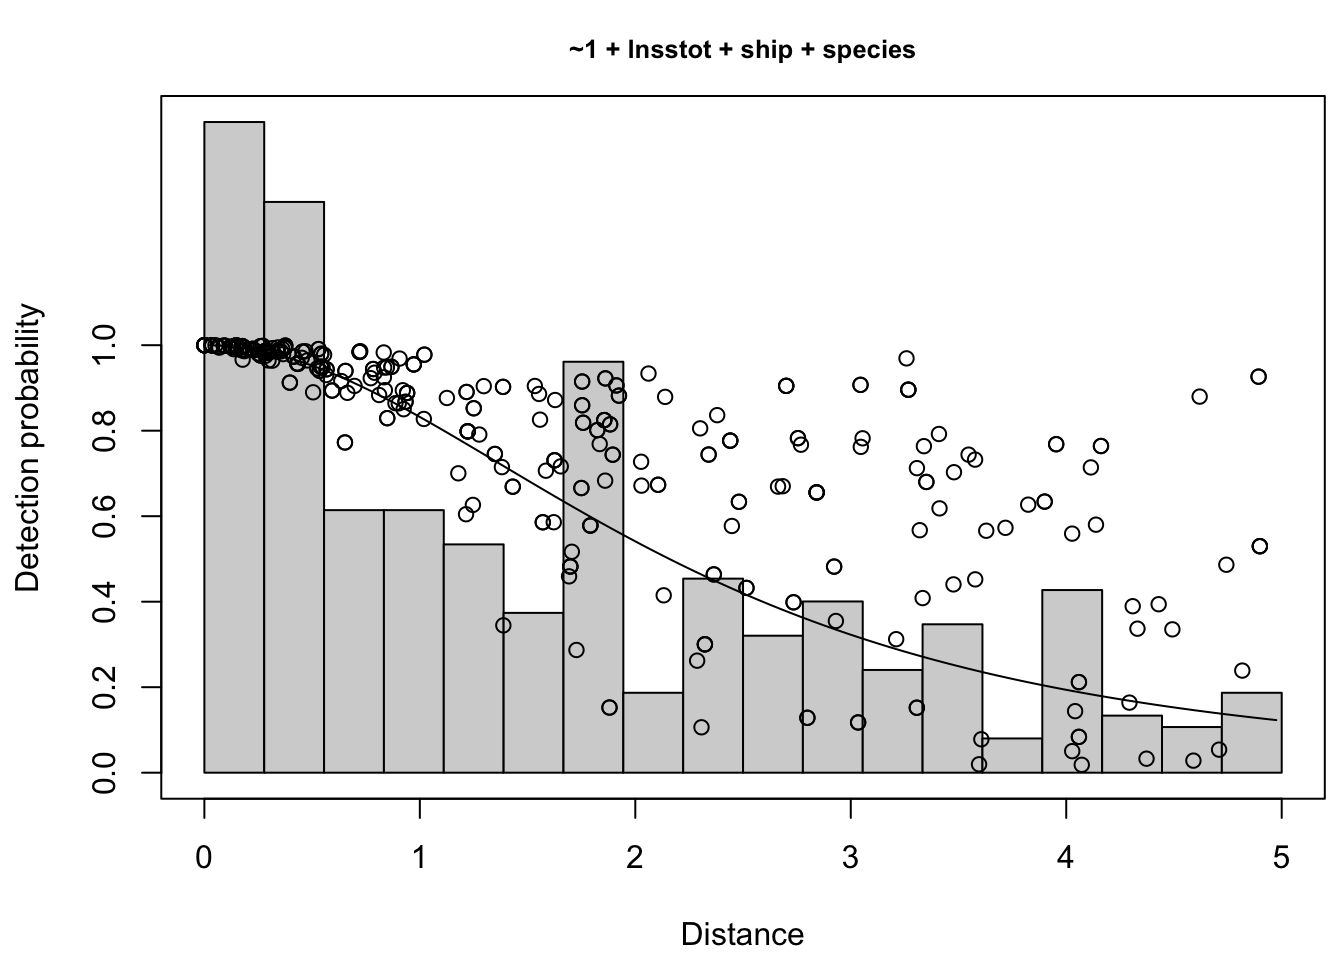 ~1 + lnsstot + ship + species
Detection probability
1.0
0.8
0.6
0.4
0.2
0.0
0 1 2 3 4 5
Distance